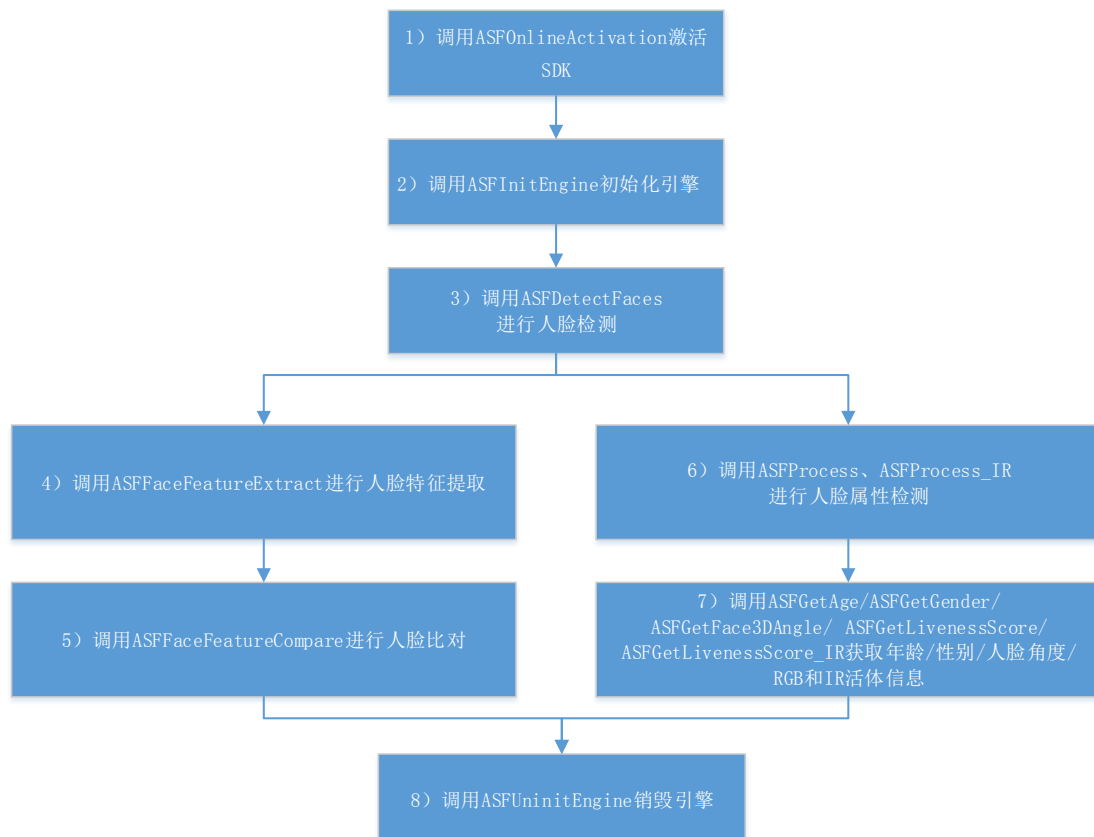 1）调用ASFOnlineActivation激活
SDK
2）调用ASFInitEngine初始化引擎
3）调用ASFDetectFaces
进行人脸检测
4）调用ASFFaceFeatureExtract进行人脸特征提取
6）调用ASFProcess、ASFProcess_IR
进行人脸属性检测
5）调用ASFFaceFeatureCompare进行人脸比对
7）调用ASFGetAge/ASFGetGender/
ASFGetFace3DAngle/ ASFGetLivenessScore/
ASFGetLivenessScore_IR获取年龄/性别/人脸角度/
RGB和IR活体信息
8）调用ASFUninitEngine销毁引擎